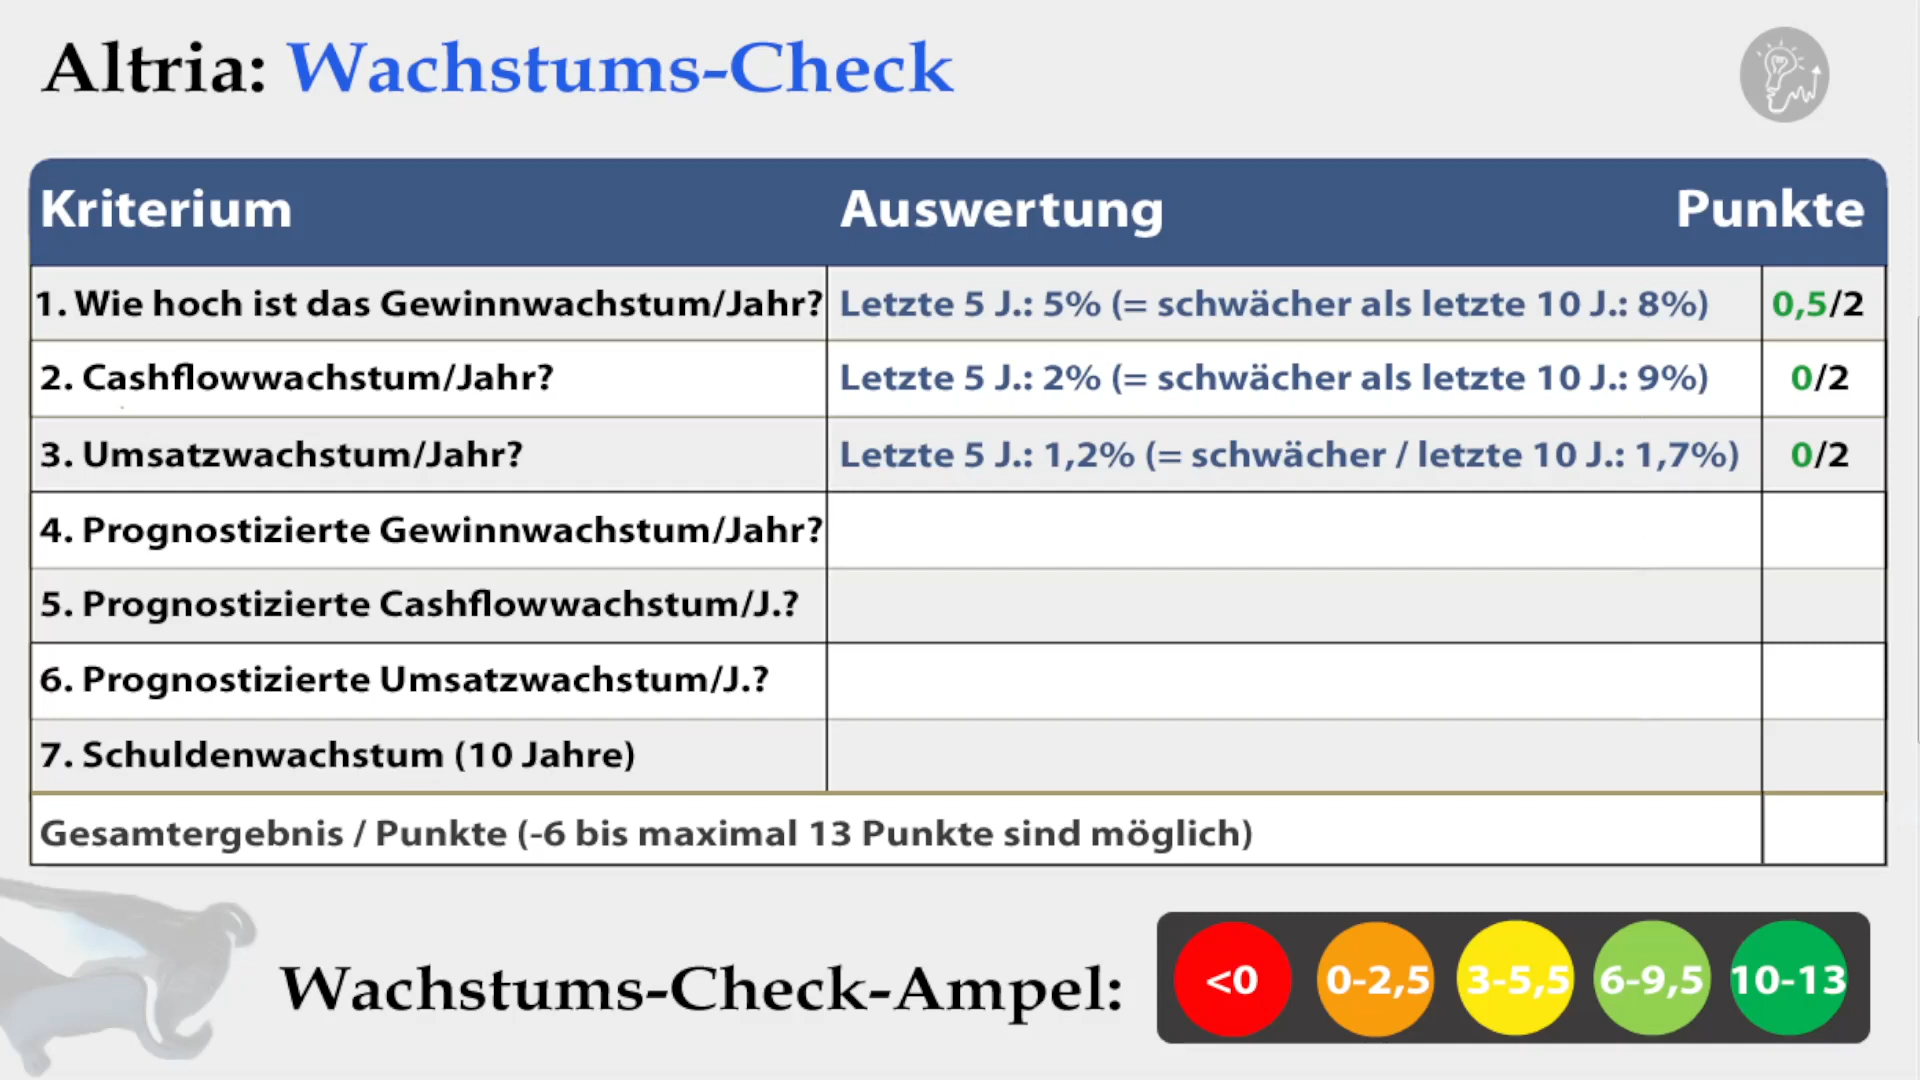 Altria: Wachstums-Check
Kriterium Auswertung Punkte
1. Wie hoch ist das Gewinnwachstum/Jahr? Letzte 5 J.: 5% (= schwächer als letzte 10 J.: 8%) 0,5/2
2. Cashflowwachstum/Jahr? Letzte 5 J.: 2% (= schwächer als letzte 10 J.: 9%) 0/2
3. Umsatzwachstum/Jahr? Letzte 5 J.: 1,2% (= schwächer / letzte 10 J.: 1,7%) 0/2
4. Prognostizierte Gewinnwachstum/Jahr?
5. Prognostizierte Cashflowwachstum/J.?
6. Prognostizierte Umsatzwachstum/J.?
7. Schuldenwachstum (10 Jahre)
Gesamtergebnis / Punkte (-6 bis maximal 13 Punkte sind möglich)
Wachstums-Check-Ampel: <0 0-2,5 3-5,5 6-9,5 10-13